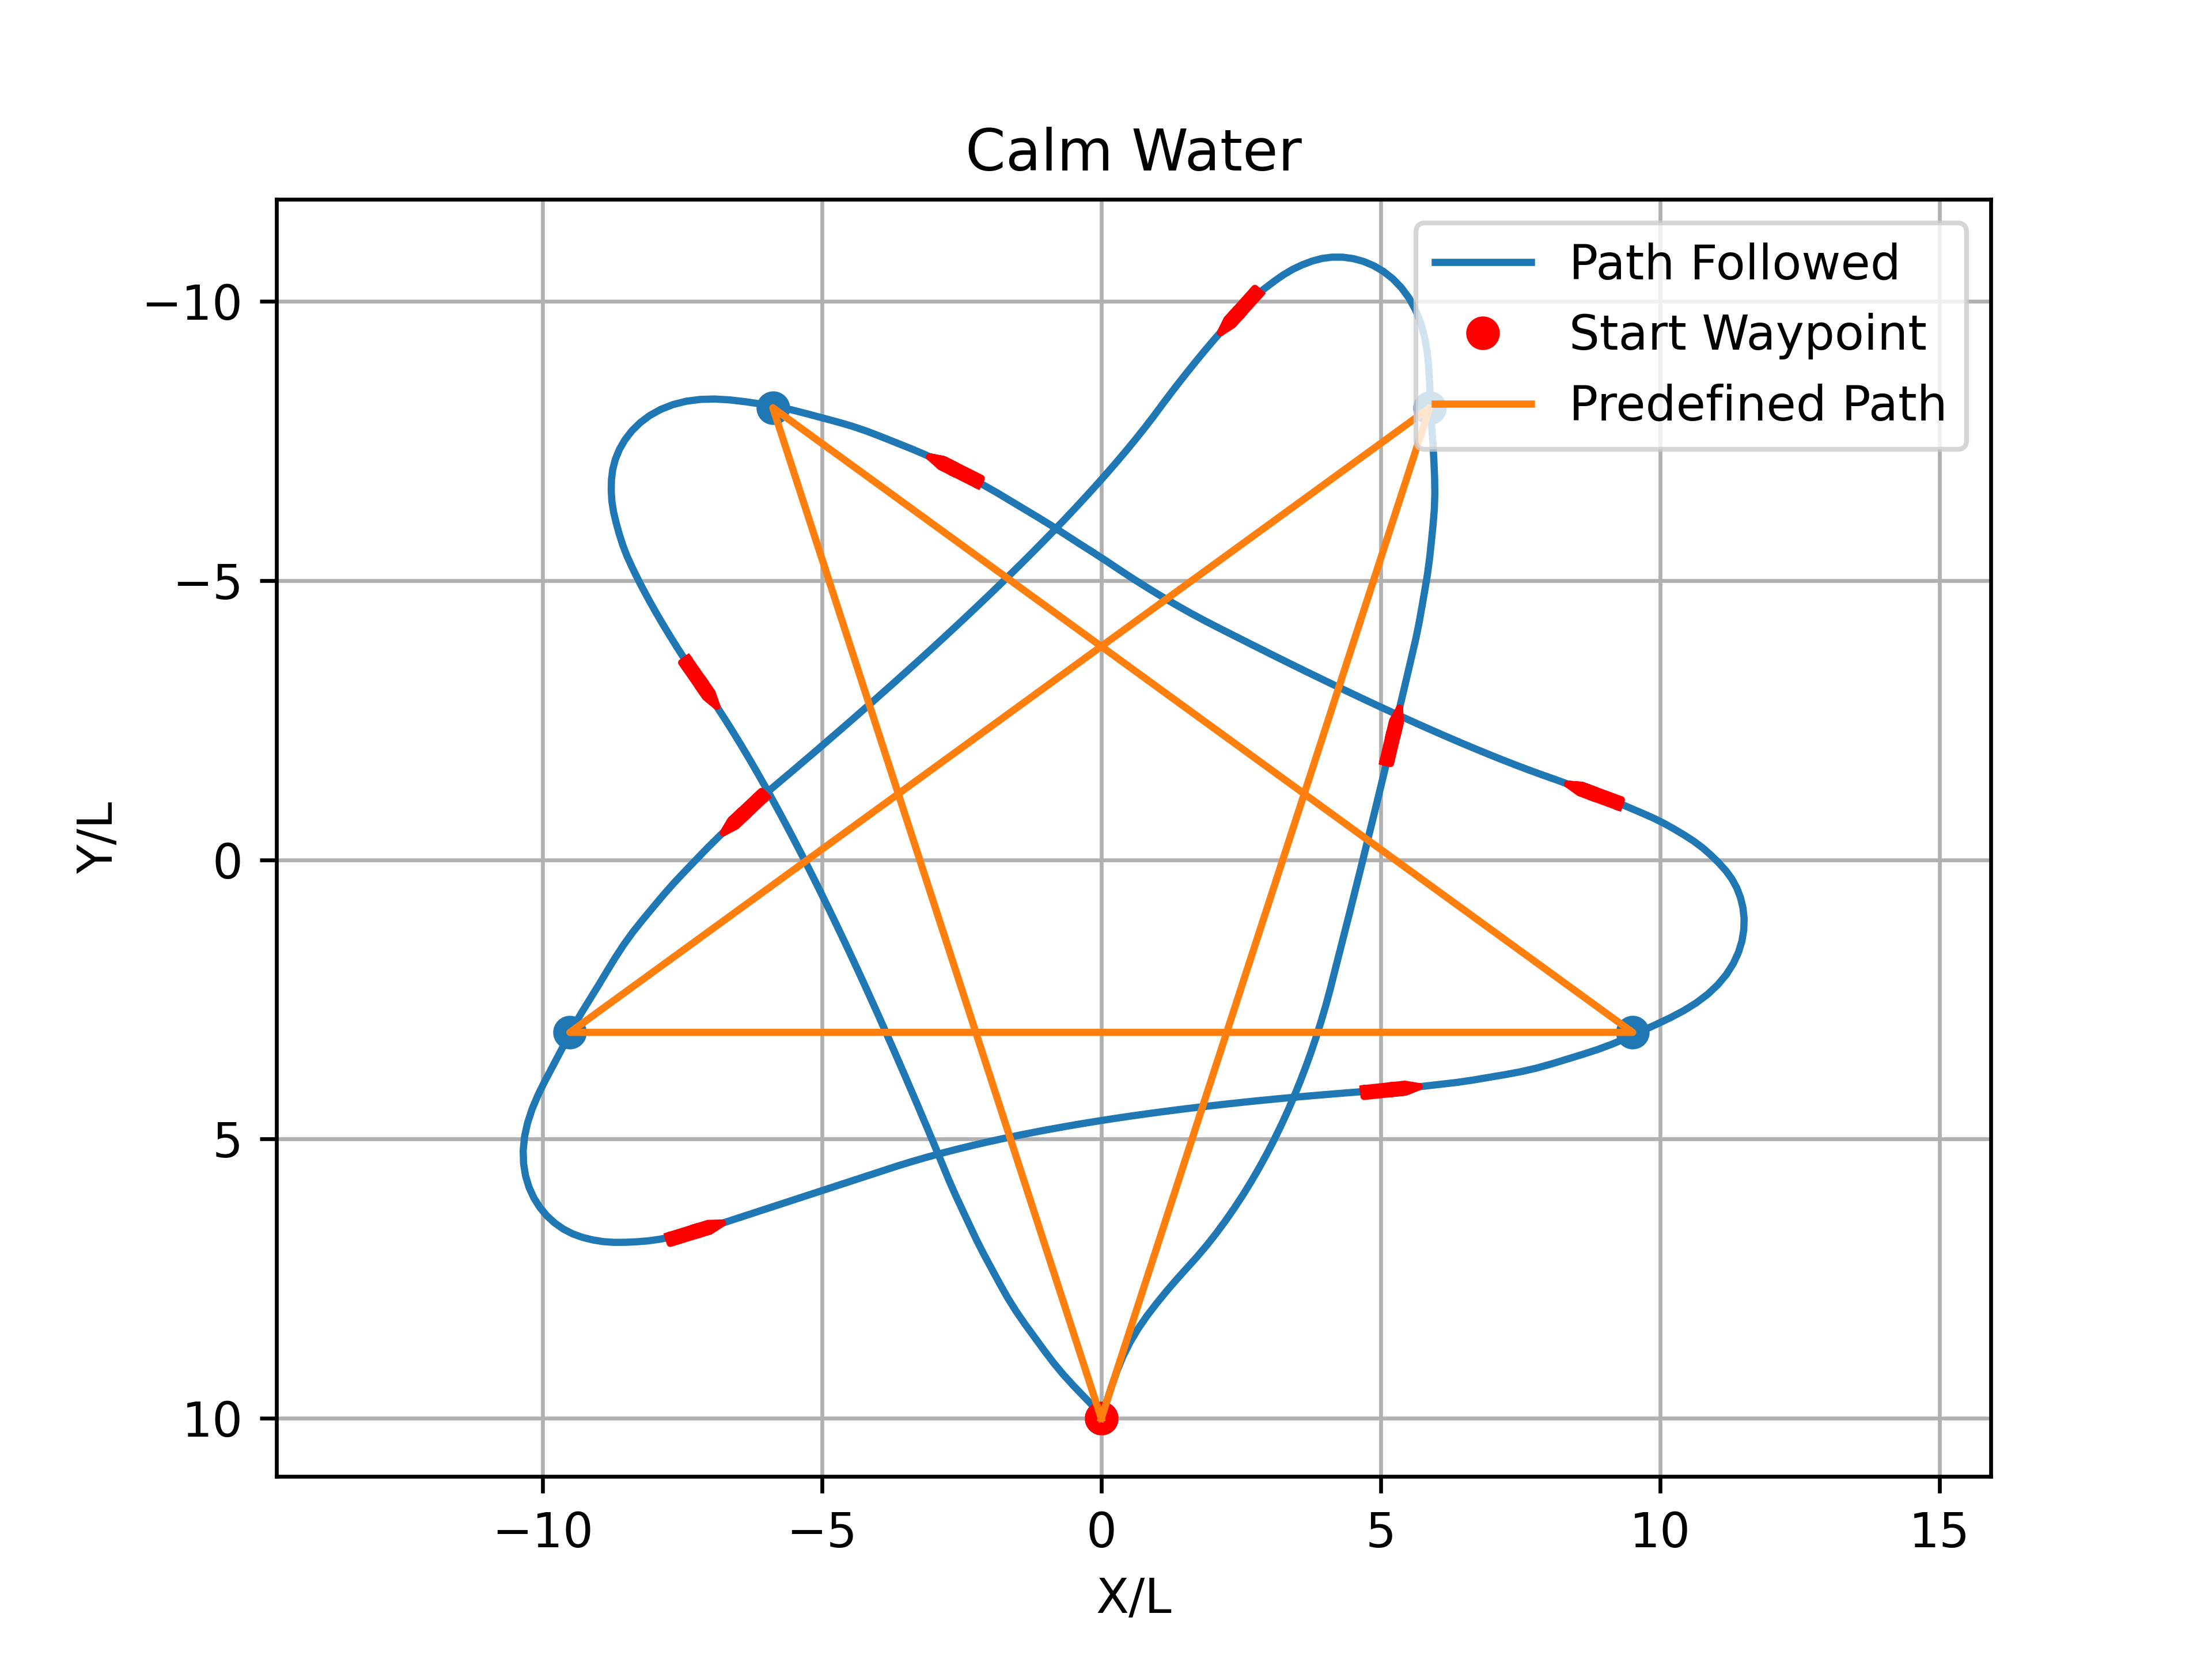 Calm Water
Path Followed
Start Waypoint
Predefined Path
−10
−5
0
5
10
Y/L
−10
−5
0
5
10
15
X/L